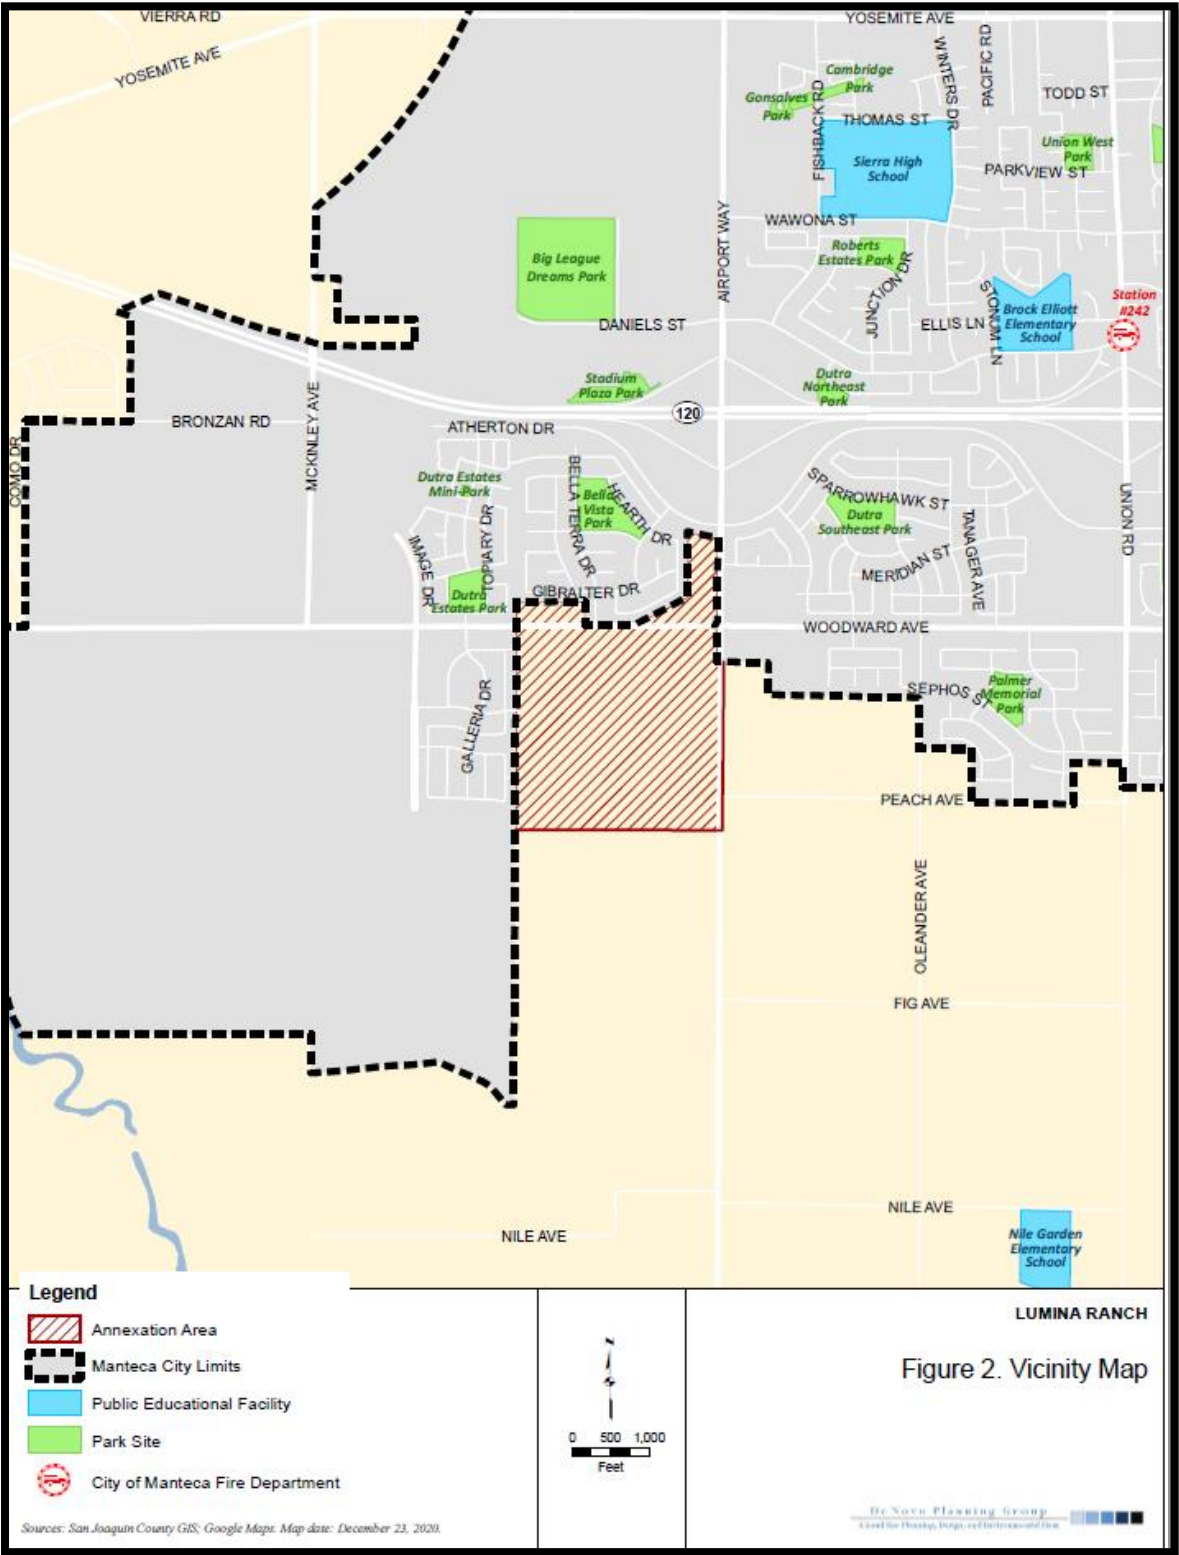 VIERRA RD
YOSEMITE AVE
YOSEMITE AVE
WINTERS DR
PACIFIC RD
Cambridge
Park
Gonsalves
Park
FISHBACK RD
TODD ST
THOMAS ST
Sierra High
School
Union West
Park
PARKVIEW ST
AIRPORT WAY
WAWONA ST
Roberts
Estates Park
JUNCTION DR
Big League
Dreams Park
STONUM LN
Station
#242
Brock Elliott
Elementary
School
DANIELS ST
ELLIS LN
Stadium
Plaza Park
Dutra
Northeast
Park
MCKINLEY AVE
120
BRONZAN RD
ATHERTON DR
COMO DR
Dutra Estates
Mini-Park
BELLA TERRA DR
Bella
Vista
Park
HEARTH DR
SPARROWHAWK ST
Dutra
Southeast Park
TANAGER AVE
UNION RD
IMAGE DR
TOPIARY DR
MERIDIAN ST
Dutra
Estates Park
GIBRALTER DR
WOODWARD AVE
GALLERIA DR
SEPHOS ST
Palmer
Memorial
Park
PEACH AVE
OLEANDER AVE
FIG AVE
NILE AVE
NILE AVE
Nile Garden
Elementary
School
Legend
Annexation Area
Manteca City Limits
Public Educational Facility
Park Site
City of Manteca Fire Department
Sources: San Joaquin County GIS; Google Maps. Map date: December 23, 2020.
N
0 500 1,000
Feet
LUMINA RANCH
Figure 2. Vicinity Map
De Novo Planning Group
A Land Use Planning, Design, and Environmental Firm